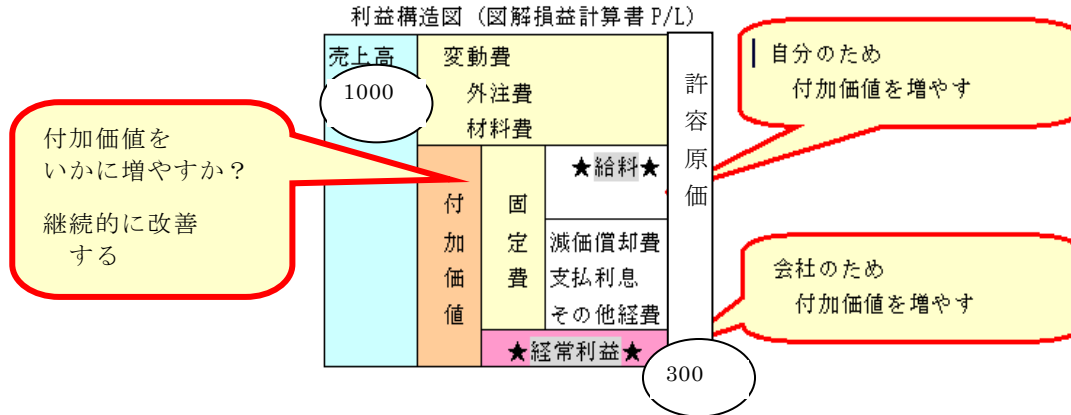 利益構造図（図解損益計算書 P/L）
売上高
1000
変動費
外注費
材料費
付加価値
固定費
★給料★
減価償却費
支払利息
その他経費
★経常利益★
許容原価
300
付加価値を
いかに増やすか？
継続的に改善
する
自分のため
付加価値を増やす
会社のため
付加価値を増やす